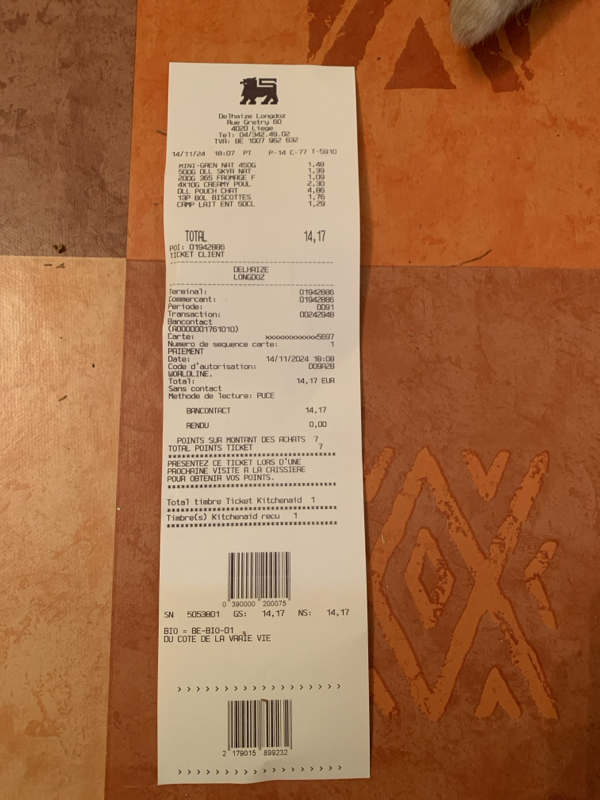 Delhaize Longdoz
Rue Gretry 60
4020 Liege
Tel: 04/342.49.02
TVA: BE 1007 962 632
14/11/24 18:07 PT P-14 C-77 T-5910
MINI-GREN NAT 450G 1,48
500G DLL SKYR NAT 1,39
200G 365 FROMAGE F 1,09
4X10G CREAMY POUL 2,30
DLL POUCH CHAT 4,86
13P BOL BISCOTTES 1,76
CAMP LAIT ENT 50CL 1,29
TOTAL 14,17
POI: 01942886
TICKET CLIENT
DELHAIZE
LONGDOZ
Terminal: 01942886
Commercant: 01942886
Periode: 0091
Transaction: 00242948
Bancontact
(A0000001761010)
Carte: xxxxxxxxxxxx5697
Numero de sequence carte: 1
PAIEMENT
Date: 14/11/2024 18:08
Code d'autorisation: D09A28
WORLDLINE.
Total: 14,17 EUR
Sans contact
Methode de lecture: PUCE
BANCONTACT 14,17
RENDU 0,00
POINTS SUR MONTANT DES ACHATS 7
TOTAL POINTS TICKET 7
PRESENTEZ CE TICKET LORS D'UNE
PROCHAINE VISITE A LA CAISSIERE
POUR OBTENIR VOS POINTS.
Total timbre Ticket Kitchenaid 1
Timbre(s) Kitchenaid recu 1
0 390000 200075
SN 5053801 GS: 14,17 NS: 14,17
BIO = BE-BIO-01
DU COTE DE LA VRAIE VIE
2 179015 899232